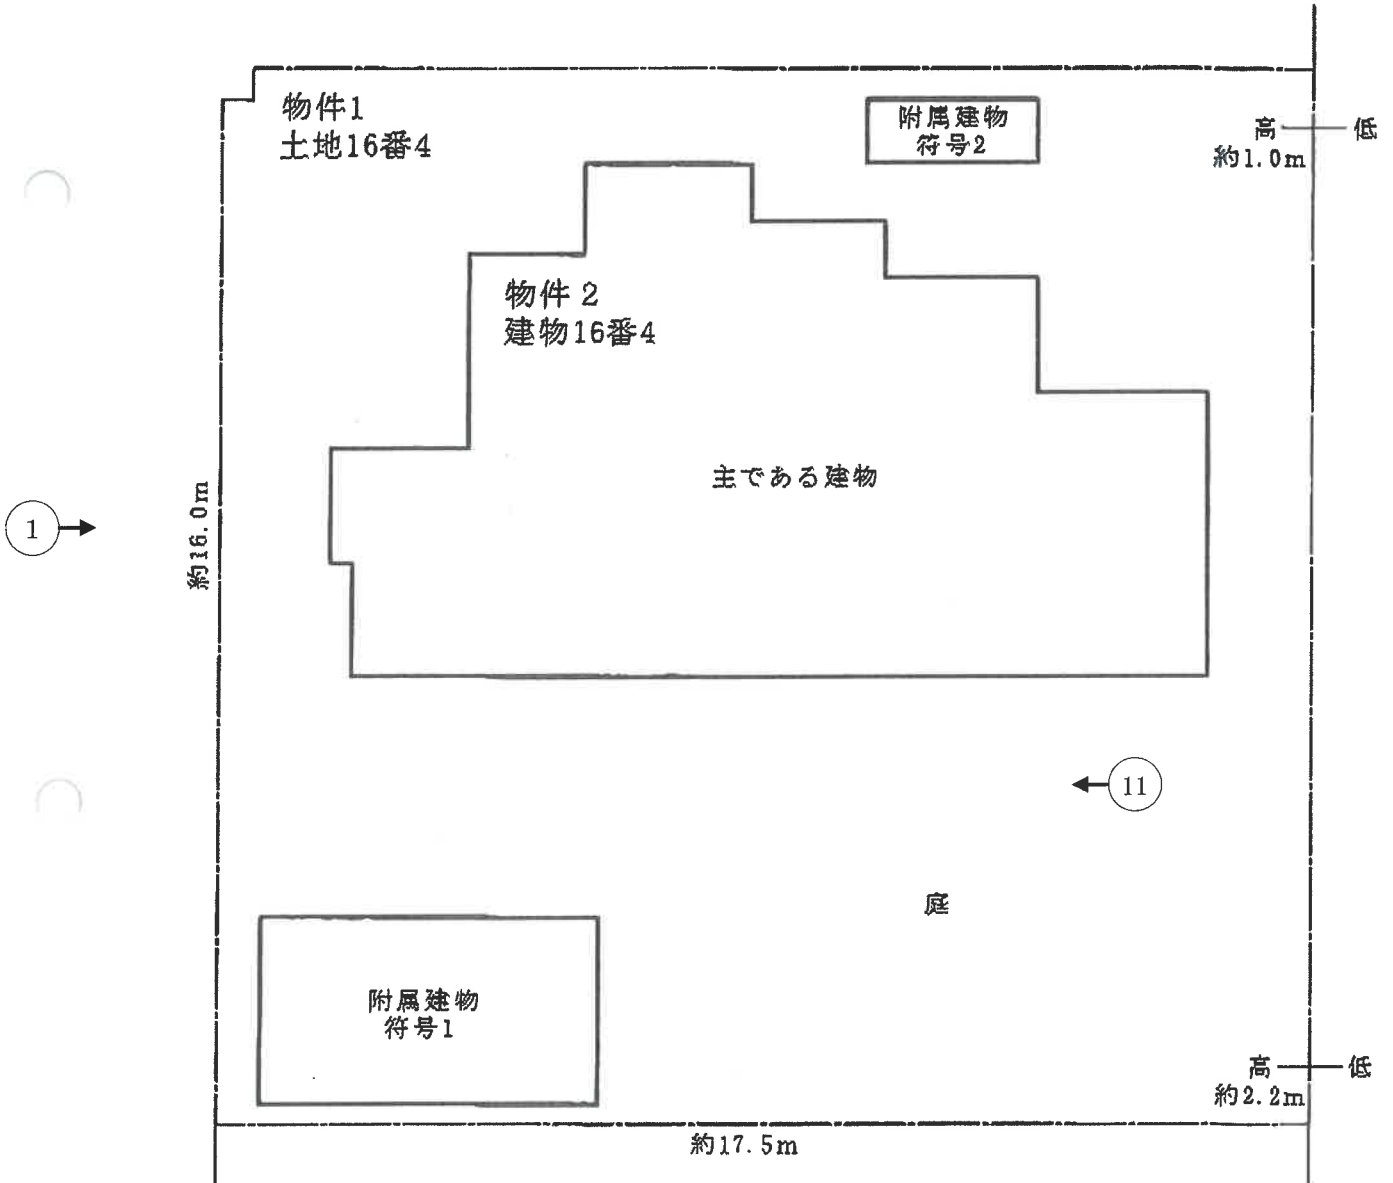 物件1
土地16番4
附属建物
符号2
高 低
約1.0m
物件2
建物16番4
主である建物
約16.0m
1
11
庭
附属建物
符号1
高 低
約2.2m
約17.5m